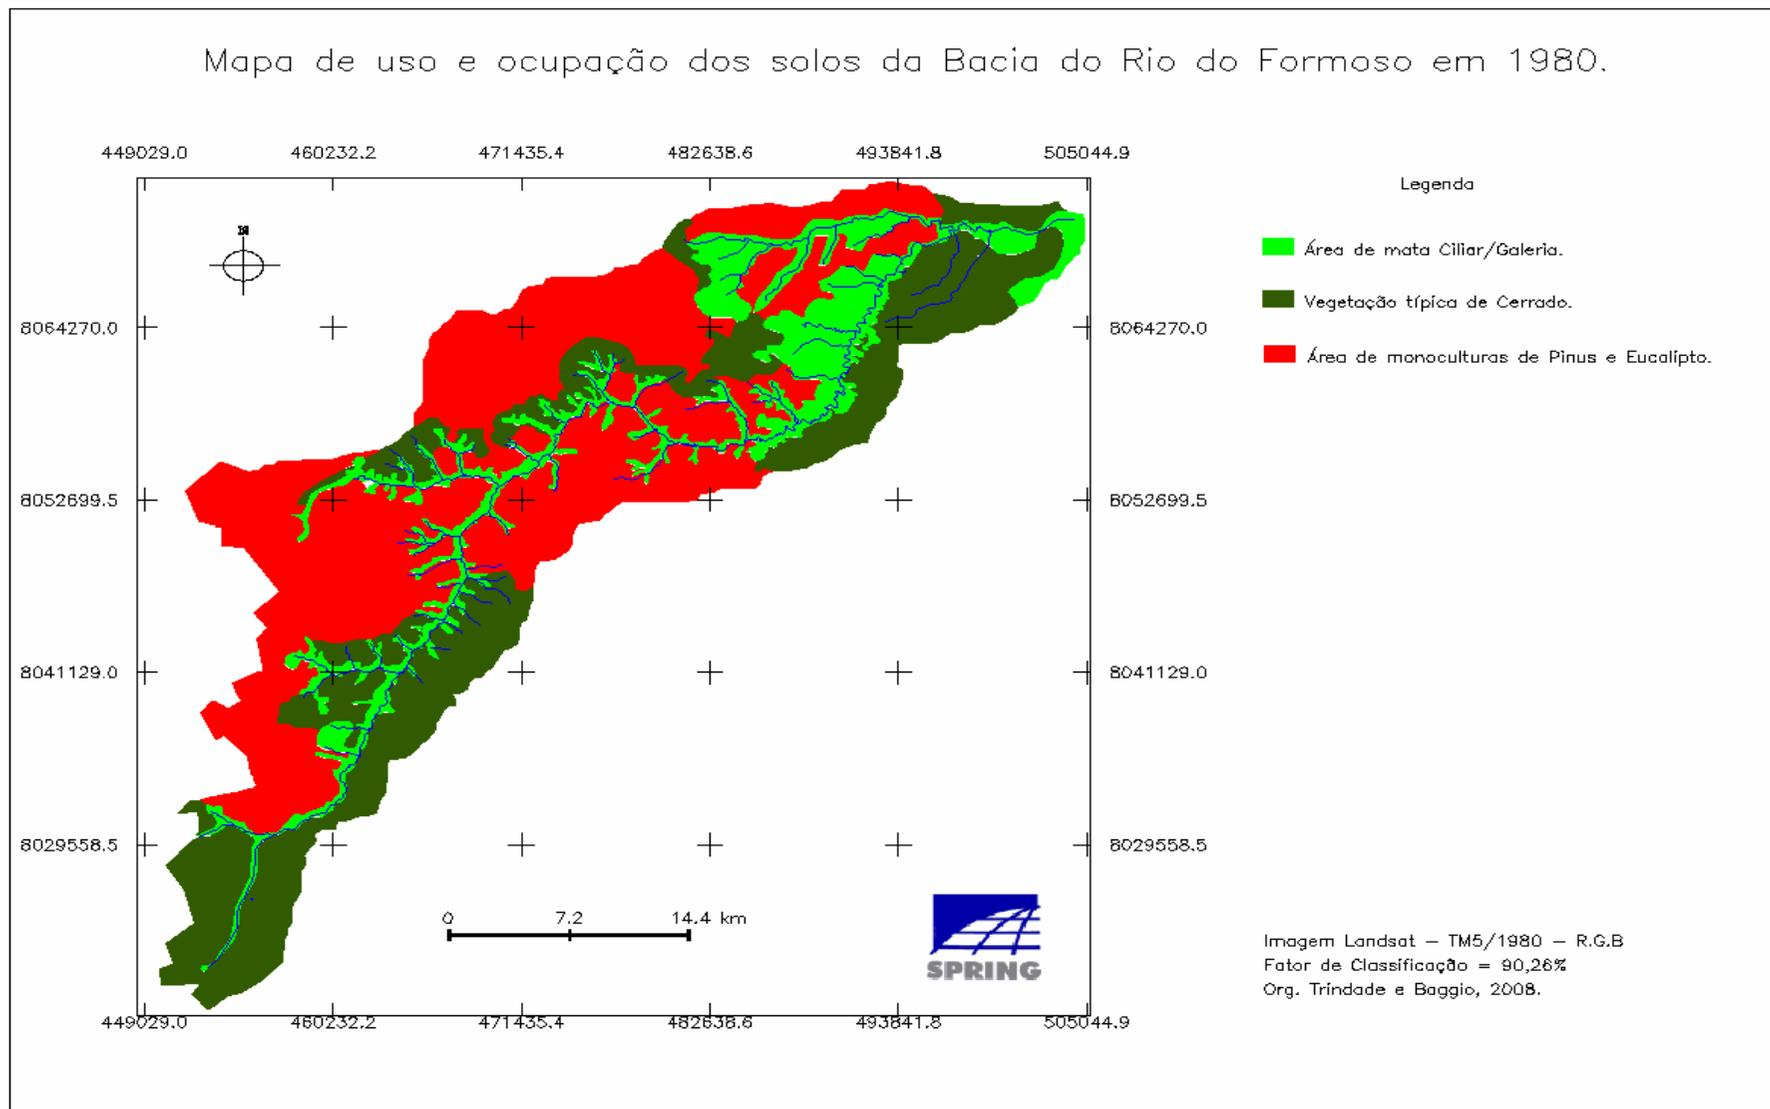 Mapa de uso e ocupação dos solos da Bacia do Rio do Formoso em 1980.
449029.0 460232.2 471435.4 482638.6 493841.8 505044.9
Legenda
N
Área de mata Ciliar/Galeria.
Vegetação típica de Cerrado.
8064270.0 8064270.0
Área de monoculturas de Pinus e Eucalípto.
8052699.5 8052699.5
8041129.0 8041129.0
8029558.5 8029558.5
0 7.2 14.4 km
SPRING
Imagem Landsat – TM5/1980 – R.G.B
Fator de Classificação = 90,26%
Org. Trindade e Baggio, 2008.
449029.0 460232.2 471435.4 482638.6 493841.8 505044.9